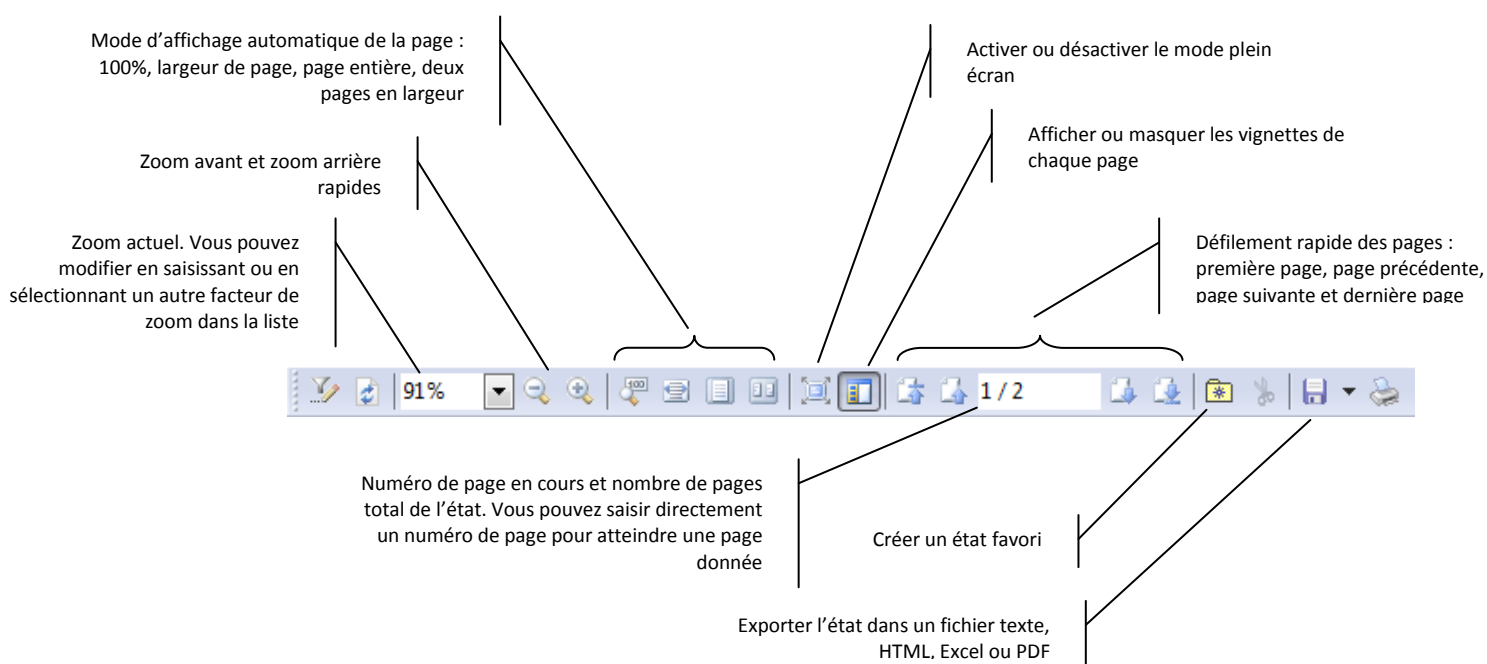 Mode d’affichage automatique de la page :
100%, largeur de page, page entière, deux
pages en largeur
Activer ou désactiver le mode plein
écran
Zoom avant et zoom arrière
rapides
Afficher ou masquer les vignettes de
chaque page
Zoom actuel. Vous pouvez
modifier en saisissant ou en
sélectionnant un autre facteur de
zoom dans la liste
Défilement rapide des pages :
première page, page précédente,
page suivante et dernière page
91%
100
1 / 2
Numéro de page en cours et nombre de pages
total de l’état. Vous pouvez saisir directement
un numéro de page pour atteindre une page
donnée
Créer un état favori
Exporter l’état dans un fichier texte,
HTML, Excel ou PDF